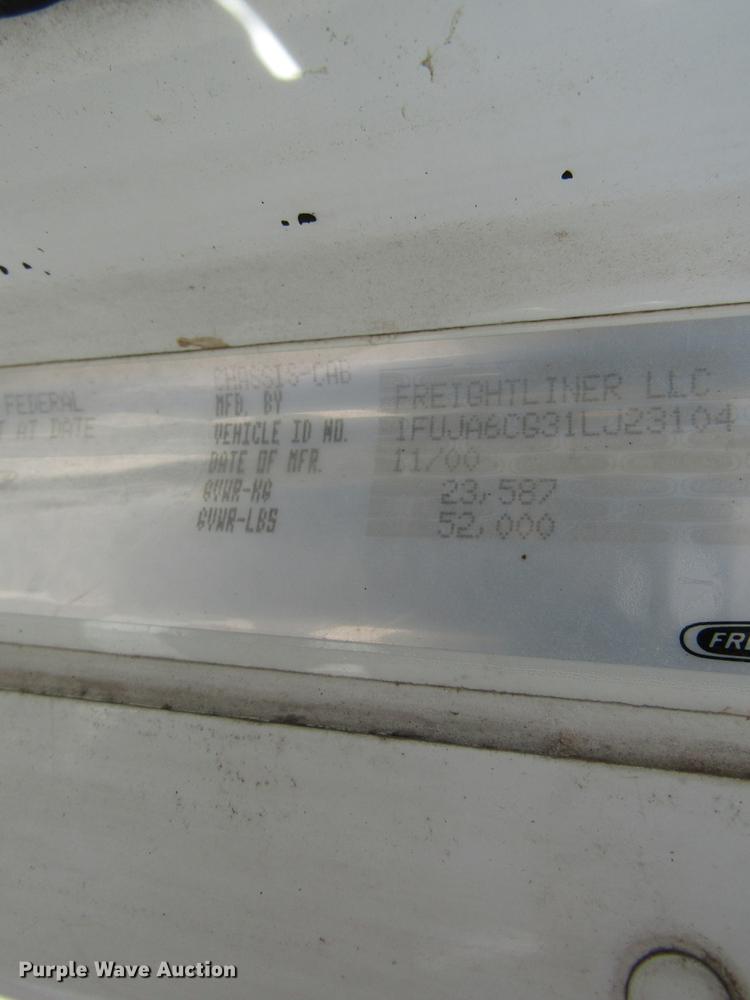 CHASSIS-CAB
FEDERAL MFD. BY FREIGHTLINER LLC
AT DATE VEHICLE ID NO. 1FUJA6CG31LJ23104
DATE OF MFR. 11/00
GVWR-KG 23,587
GVWR-LBS 52,000
FRE
Purple Wave Auction